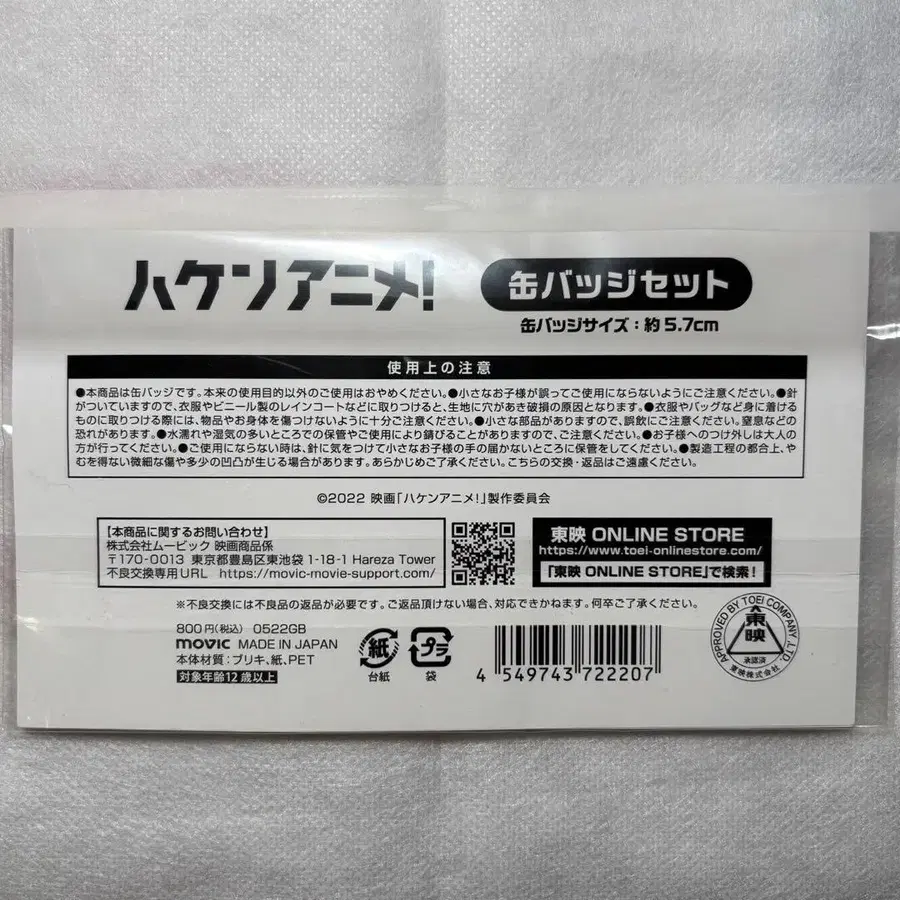 ハケンアニメ!
缶バッジセット
缶バッジサイズ：約5.7cm
使用上の注意
●本商品は缶バッジです。本来の使用目的以外のご使用はおやめください。●小さなお子様が誤ってご使用にならないようにご注意ください。●針
がついていますので、衣服やビニール製のレインコートなどに取りつけると、生地に穴があき破損の原因となります。●衣服やバッグなど身に着ける
ものに取りつける際には、物品やお身体を傷つけないように十分ご注意ください。●小さな部品がありますので、誤飲にご注意ください。窒息などの
恐れがあります。●水濡れや湿気の多いところでの保管やご使用により錆びることがありますので、ご注意ください。●お子様へのつけ外しは大人の
方が行ってください。●ご使用にならない時は、針に気をつけて小さなお子様の手の届かないところに保管をしてください。●製造工程の都合上、や
むを得ない微細な傷や多少の凹凸が生じる場合があります。あらかじめご了承ください。こちらの交換・返品はご遠慮ください。
©2022 映画「ハケンアニメ!」製作委員会
【本商品に関するお問い合わせ】
株式会社ムービック 映画商品係
〒170-0013 東京都豊島区東池袋 1-18-1 Hareza Tower
不良交換専用URL https://movic-movie-support.com/
東映 ONLINE STORE
https://www.toei-onlinestore.com/
「東映 ONLINE STORE」で検索！
※不良交換には不良品の返品が必要です。ご返品頂けない場合、対応できかねます。何卒ご了承ください。
800円(税込) 0522GB
movic MADE IN JAPAN
本体材質：ブリキ、紙、PET
対象年齢12歳以上
紙
台紙
プラ
袋
4 549743 722207
APPROVED BY TOEI COMPANY, LTD.
東映
承認済
東映株式会社